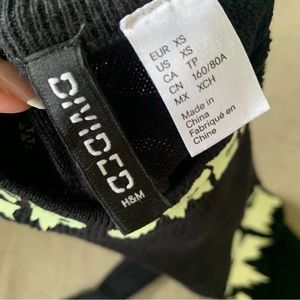 DIVIDED
H&M
EUR XS
US XS
CA TP
CN 160/80A
MX XCH
Made in
China
Fabriqué en
Chine